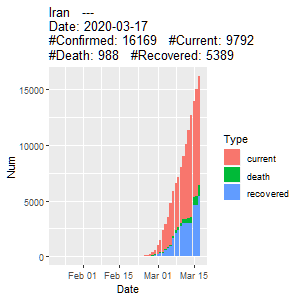 Iran   ---
Date: 2020-03-17
#Confirmed: 16169   #Current: 9792
#Death: 988   #Recovered: 5389
15000
10000
5000
0
Num
Feb 01   Feb 15   Mar 01   Mar 15
Date
Type
current
death
recovered